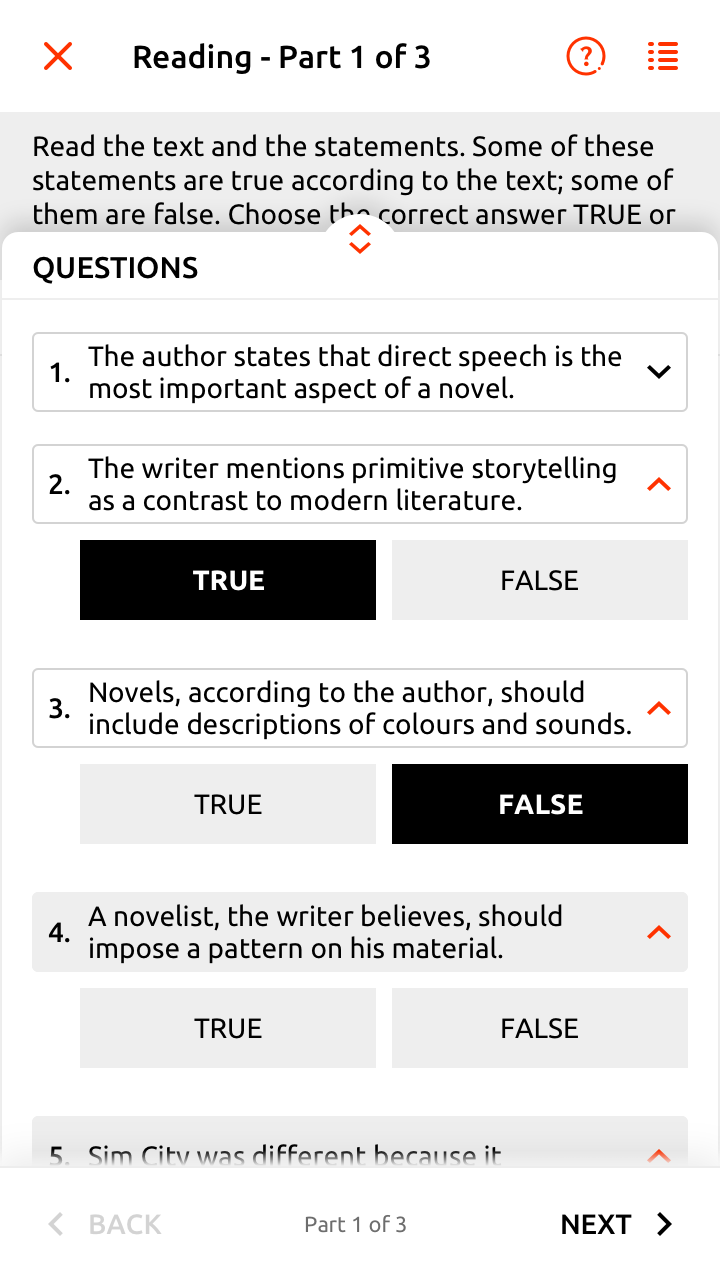 Reading - Part 1 of 3
Read the text and the statements. Some of these
statements are true according to the text; some of
them are false. Choose the correct answer TRUE or
QUESTIONS
1. The author states that direct speech is the
most important aspect of a novel.
2. The writer mentions primitive storytelling
as a contrast to modern literature.
TRUE FALSE
3. Novels, according to the author, should
include descriptions of colours and sounds.
TRUE FALSE
4. A novelist, the writer believes, should
impose a pattern on his material.
TRUE FALSE
5. Sim City was different because it
BACK Part 1 of 3 NEXT